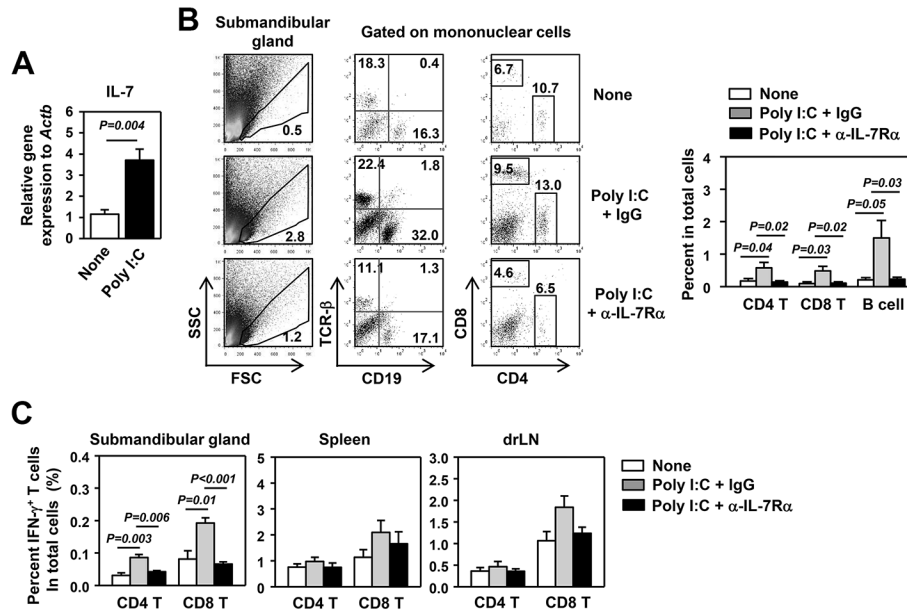 A
IL-7
Relative gene
expression to Actb
6
5
4
3
2
1
0
P=0.004
None
Poly I:C
B
Submandibular
gland
Gated on mononuclear cells
0.5
18.3
0.4
16.3
6.7
10.7
None
2.8
22.4
1.8
32.0
9.5
13.0
Poly I:C
+ IgG
1.2
11.1
1.3
17.1
4.6
6.5
Poly I:C
+ α-IL-7Rα
SSC
FSC
TCR-β
CD19
CD8
CD4
None
Poly I:C + IgG
Poly I:C + α-IL-7Rα
Percent in total cells
4
3
2
1
0
P=0.04
P=0.02
P=0.03
P=0.02
P=0.05
P=0.03
CD4 T
CD8 T
B cell
C
Submandibular gland
Percent IFN-γ+ T cells
In total cells (%)
0.4
0.3
0.2
0.1
0.0
P=0.003
P=0.006
P=0.01
P<0.001
CD4 T
CD8 T
Spleen
5
4
3
2
1
0
CD4 T
CD8 T
drLN
3.0
2.5
2.0
1.5
1.0
0.5
0.0
CD4 T
CD8 T
None
Poly I:C + IgG
Poly I:C + α-IL-7Rα